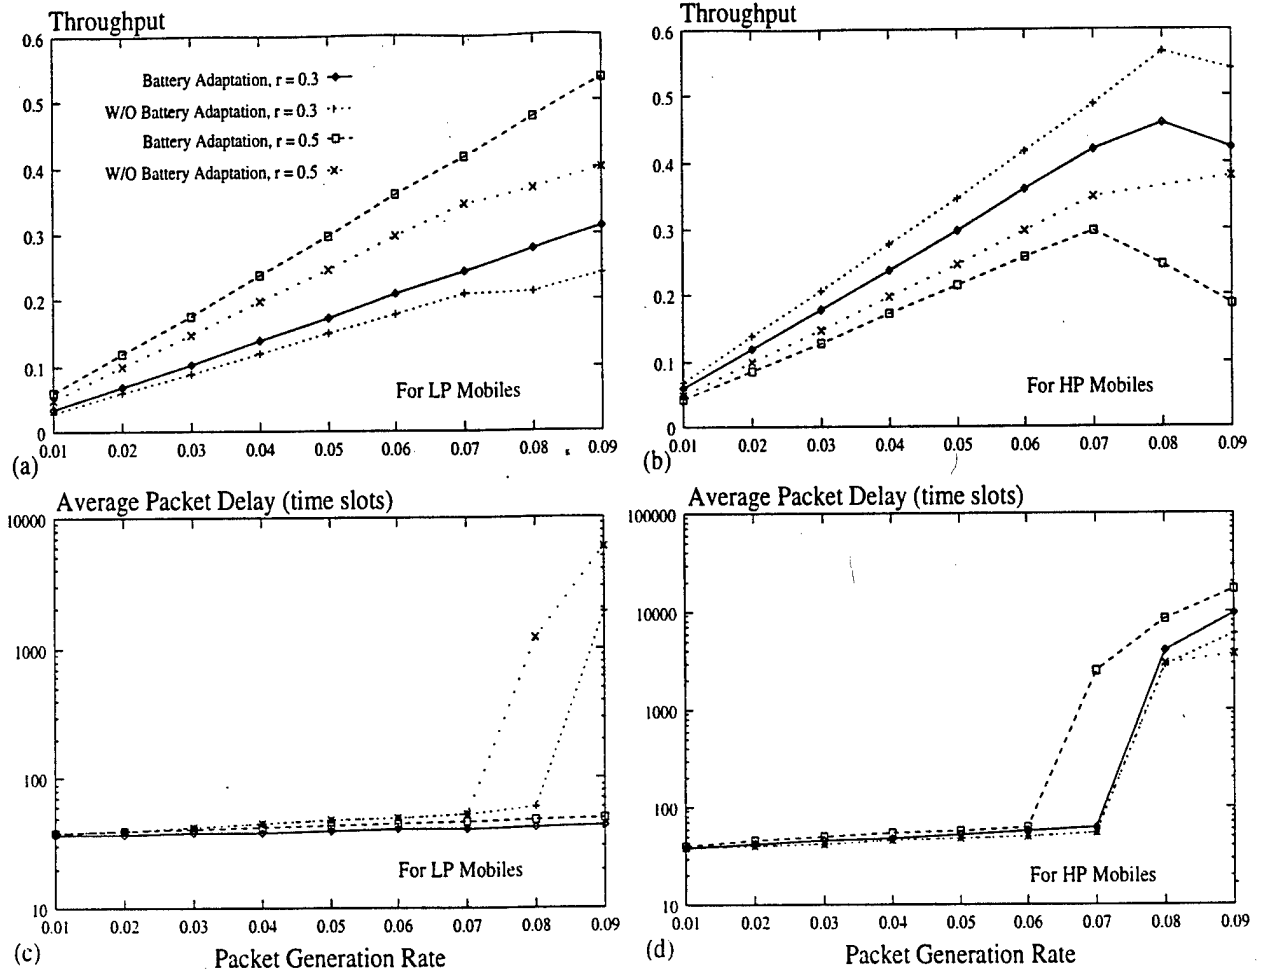 Throughput
0.6
0.5
0.4
0.3
0.2
0.1
0
Battery Adaptation, r = 0.3
W/O Battery Adaptation, r = 0.3
Battery Adaptation, r = 0.5
W/O Battery Adaptation, r = 0.5
For LP Mobiles
0.01 0.02 0.03 0.04 0.05 0.06 0.07 0.08 0.09
(a)
Throughput
0.6
0.5
0.4
0.3
0.2
0.1
0
For HP Mobiles
0.01 0.02 0.03 0.04 0.05 0.06 0.07 0.08 0.09
(b)
Average Packet Delay (time slots)
10000
1000
100
10
For LP Mobiles
0.01 0.02 0.03 0.04 0.05 0.06 0.07 0.08 0.09
(c)
Packet Generation Rate
Average Packet Delay (time slots)
100000
10000
1000
100
10
For HP Mobiles
0.01 0.02 0.03 0.04 0.05 0.06 0.07 0.08 0.09
(d)
Packet Generation Rate